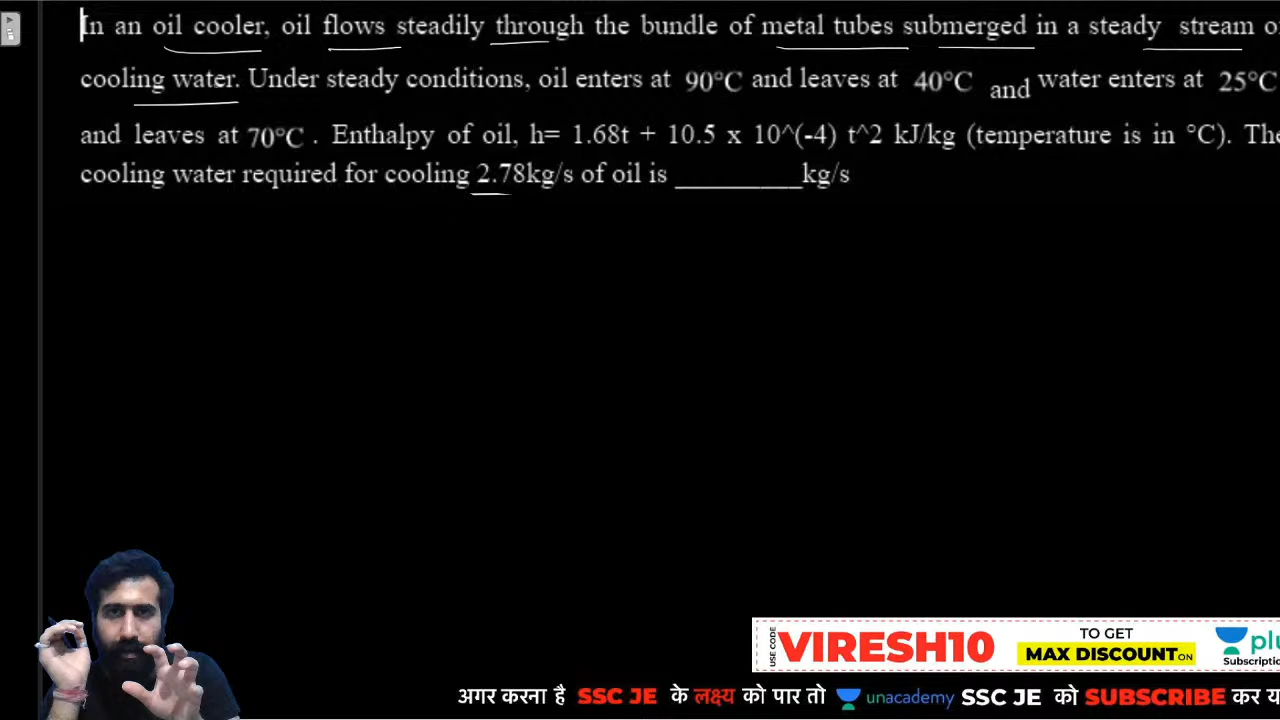 In an oil cooler, oil flows steadily through the bundle of metal tubes submerged in a steady stream
cooling water. Under steady conditions, oil enters at 90°C and leaves at 40°C and water enters at 25°C
and leaves at 70°C . Enthalpy of oil, h= 1.68t + 10.5 x 10^(-4) t^2 kJ/kg (temperature is in °C). The
cooling water required for cooling 2.78kg/s of oil is __________kg/s
USE CODE
VIRESH10
TO GET
MAX DISCOUNT ON
plu
Subscriptio
अगर करना है SSC JE के लक्ष्य को पार तो unacademy SSC JE को SUBSCRIBE कर